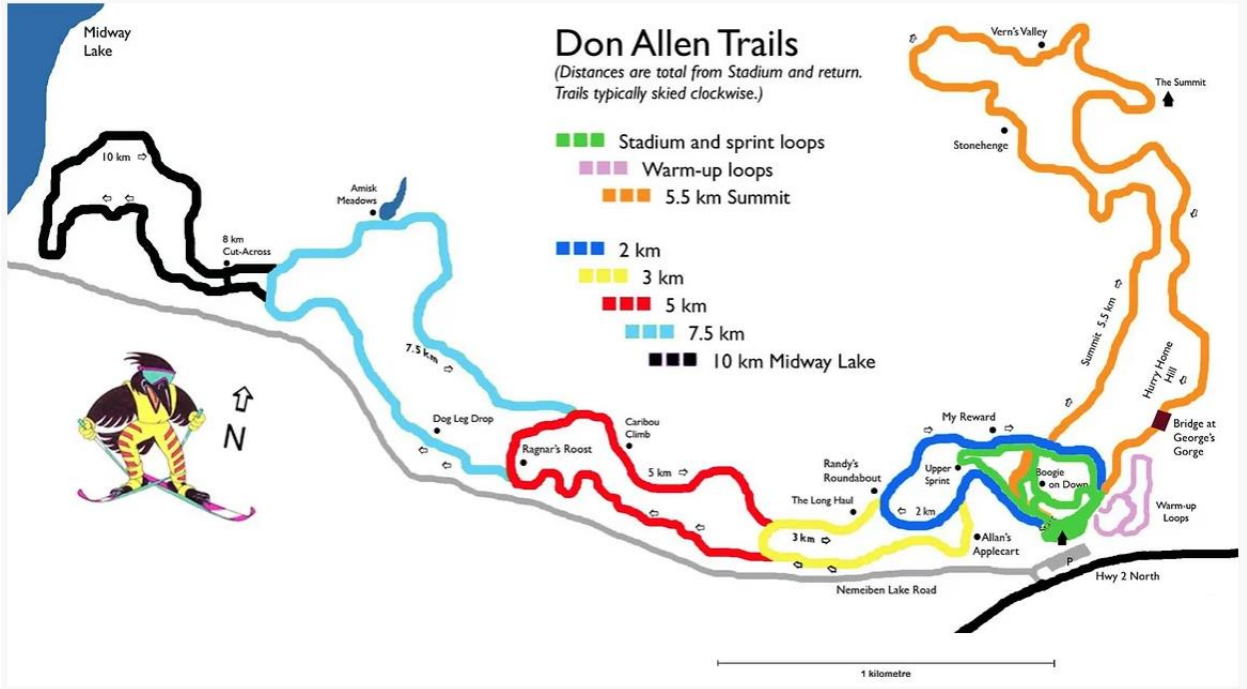 Midway
Lake
Don Allen Trails
(Distances are total from Stadium and return.
Trails typically skied clockwise.)
Stadium and sprint loops
Warm-up loops
5.5 km Summit
2 km
3 km
5 km
7.5 km
10 km Midway Lake
Vern's Valley
The Summit
Stonehenge
10 km
Amisk
Meadows
8 km
Cut-Across
7.5 km
Summit 5.5 km
Hurry Home
Hill
Bridge at
George's
Gorge
N
Dog Leg Drop
Caribou
Climb
Ragnar's Roost
5 km
My Reward
Randy's
Roundabout
Upper
Sprint
Boogie
on Down
The Long Haul
2 km
3 km
Start
Allan's
Applecart
Warm-up
Loops
P
Hwy 2 North
Nemeiben Lake Road
1 kilometre